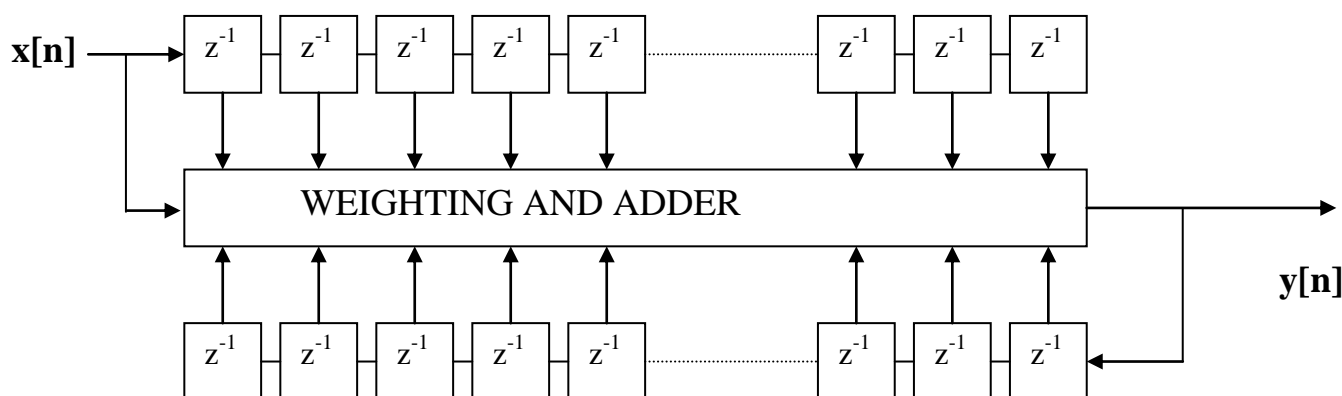 x[n] z⁻¹ z⁻¹ z⁻¹ z⁻¹ z⁻¹ z⁻¹ z⁻¹ z⁻¹
WEIGHTING AND ADDER
y[n]
z⁻¹ z⁻¹ z⁻¹ z⁻¹ z⁻¹ z⁻¹ z⁻¹ z⁻¹